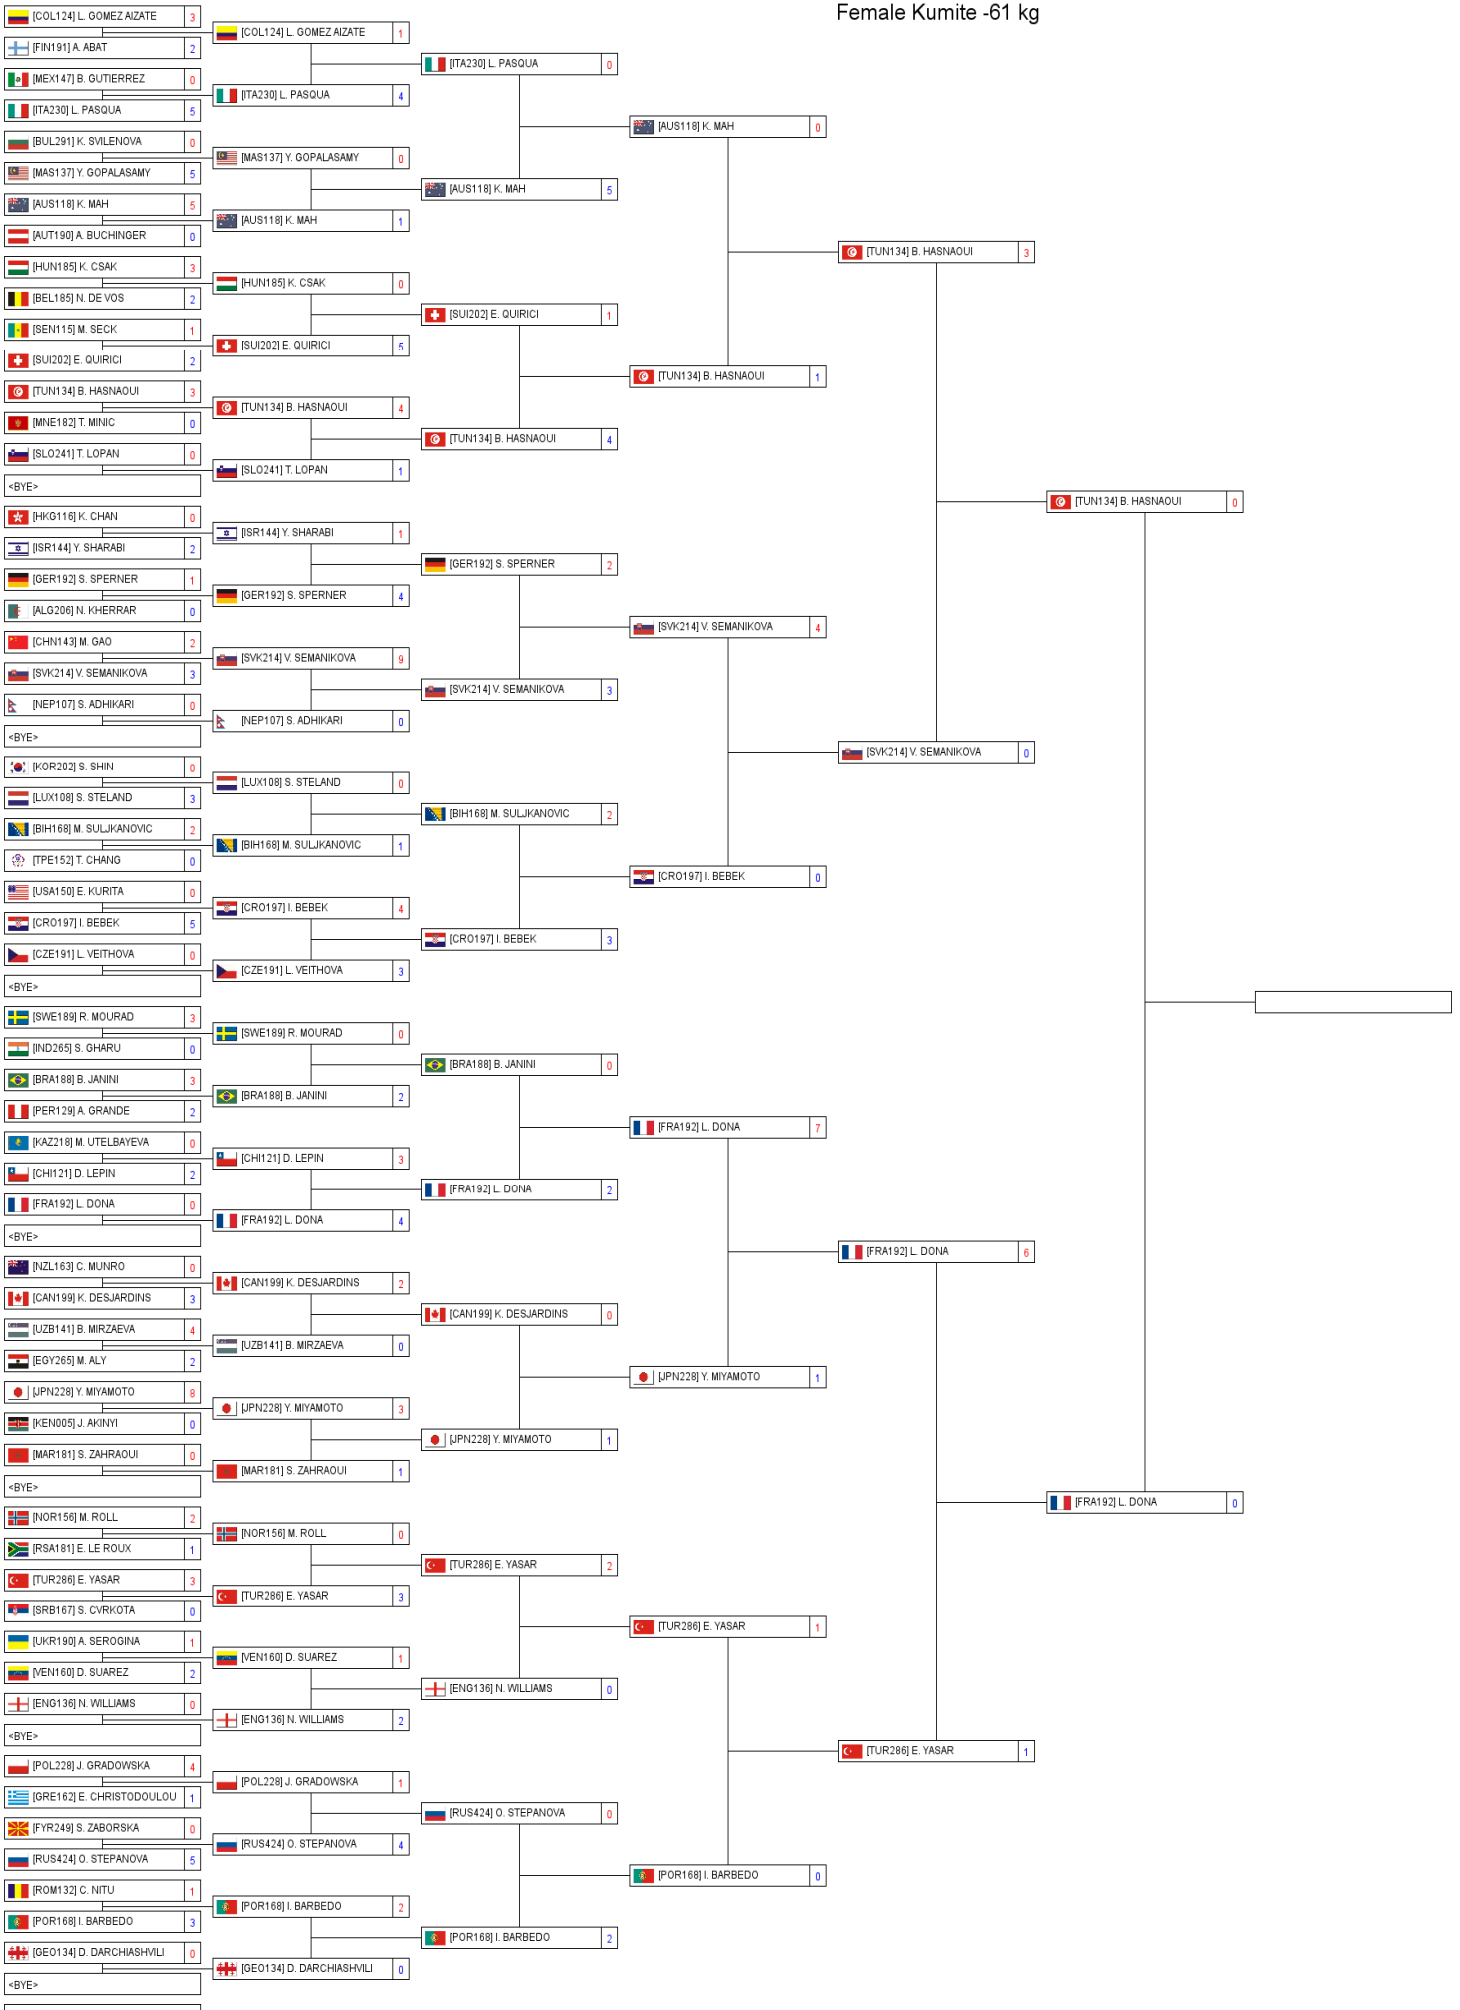 Female Kumite -61 kg
[COL124] L. GOMEZ AIZATE 3
[FIN191] A. ABAT 2
[MEX147] B. GUTIERREZ 0
[ITA230] L. PASQUA 5
[BUL291] K. SVILENOVA 0
[MAS137] Y. GOPALASAMY 5
[AUS118] K. MAH 5
[AUT190] A. BUCHINGER 0
[HUN185] K. CSAK 3
[BEL185] N. DE VOS 2
[SEN115] M. SECK 1
[SUI202] E. QUIRICI 2
[TUN134] B. HASNAOUI 3
[MNE182] T. MINIC 0
[SLO241] T. LOPAN 0
<BYE>
[HKG116] K. CHAN 0
[ISR144] Y. SHARABI 2
[GER192] S. SPERNER 1
[ALG206] N. KHERRAR 0
[CHN143] M. GAO 2
[SVK214] V. SEMANIKOVA 3
[NEP107] S. ADHIKARI 0
<BYE>
[KOR202] S. SHIN 0
[LUX108] S. STELAND 3
[BIH168] M. SULJKANOVIC 2
[TPE152] T. CHANG 0
[USA150] E. KURITA 0
[CRO197] I. BEBEK 5
[CZE191] L. VEITHOVA 0
<BYE>
[SWE189] R. MOURAD 3
[IND265] S. GHARU 0
[BRA188] B. JANINI 3
[PER129] A. GRANDE 2
[KAZ218] M. UTELBAYEVA 0
[CHI121] D. LEPIN 2
[FRA192] L. DONA 0
<BYE>
[NZL163] C. MUNRO 0
[CAN199] K. DESJARDINS 3
[UZB141] B. MIRZAEVA 4
[EGY265] M. ALY 2
[JPN228] Y. MIYAMOTO 8
[KEN005] J. AKINYI 0
[MAR181] S. ZAHRAOUI 0
<BYE>
[NOR156] M. ROLL 2
[RSA181] E. LE ROUX 1
[TUR286] E. YASAR 3
[SRB167] S. CVRKOTA 0
[UKR190] A. SEROGINA 1
[VEN160] D. SUAREZ 2
[ENG136] N. WILLIAMS 0
<BYE>
[POL228] J. GRADOWSKA 4
[GRE162] E. CHRISTODOULOU 1
[FYR249] S. ZABORSKA 0
[RUS424] O. STEPANOVA 5
[ROM132] C. NITU 1
[POR168] I. BARBEDO 3
[GEO134] D. DARCHIASHVILI 0
<BYE>
[COL124] L. GOMEZ AIZATE 1
[ITA230] L. PASQUA 4
[MAS137] Y. GOPALASAMY 0
[AUS118] K. MAH 1
[HUN185] K. CSAK 0
[SUI202] E. QUIRICI 5
[TUN134] B. HASNAOUI 4
[SLO241] T. LOPAN 1
[ISR144] Y. SHARABI 1
[GER192] S. SPERNER 4
[SVK214] V. SEMANIKOVA 9
[NEP107] S. ADHIKARI 0
[LUX108] S. STELAND 0
[BIH168] M. SULJKANOVIC 1
[CRO197] I. BEBEK 4
[CZE191] L. VEITHOVA 3
[SWE189] R. MOURAD 0
[BRA188] B. JANINI 2
[CHI121] D. LEPIN 3
[FRA192] L. DONA 4
[CAN199] K. DESJARDINS 2
[UZB141] B. MIRZAEVA 0
[JPN228] Y. MIYAMOTO 3
[MAR181] S. ZAHRAOUI 1
[NOR156] M. ROLL 0
[TUR286] E. YASAR 3
[VEN160] D. SUAREZ 1
[ENG136] N. WILLIAMS 2
[POL228] J. GRADOWSKA 1
[RUS424] O. STEPANOVA 4
[POR168] I. BARBEDO 2
[GEO134] D. DARCHIASHVILI 0
[ITA230] L. PASQUA 0
[AUS118] K. MAH 5
[SUI202] E. QUIRICI 1
[TUN134] B. HASNAOUI 4
[GER192] S. SPERNER 2
[SVK214] V. SEMANIKOVA 3
[BIH168] M. SULJKANOVIC 2
[CRO197] I. BEBEK 3
[BRA188] B. JANINI 0
[FRA192] L. DONA 2
[CAN199] K. DESJARDINS 0
[JPN228] Y. MIYAMOTO 1
[TUR286] E. YASAR 2
[ENG136] N. WILLIAMS 0
[RUS424] O. STEPANOVA 0
[POR168] I. BARBEDO 2
[AUS118] K. MAH 0
[TUN134] B. HASNAOUI 1
[SVK214] V. SEMANIKOVA 4
[CRO197] I. BEBEK 0
[FRA192] L. DONA 7
[JPN228] Y. MIYAMOTO 1
[TUR286] E. YASAR 1
[POR168] I. BARBEDO 0
[TUN134] B. HASNAOUI 3
[SVK214] V. SEMANIKOVA 0
[FRA192] L. DONA 6
[TUR286] E. YASAR 1
[TUN134] B. HASNAOUI 0
[FRA192] L. DONA 0